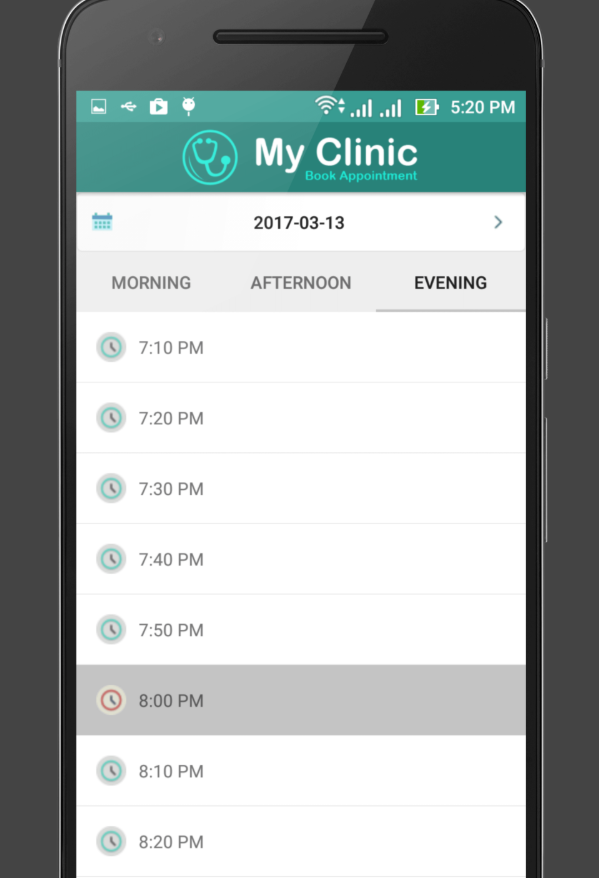 5:20 PM
My Clinic
Book Appointment
2017-03-13
MORNING AFTERNOON EVENING
7:10 PM
7:20 PM
7:30 PM
7:40 PM
7:50 PM
8:00 PM
8:10 PM
8:20 PM